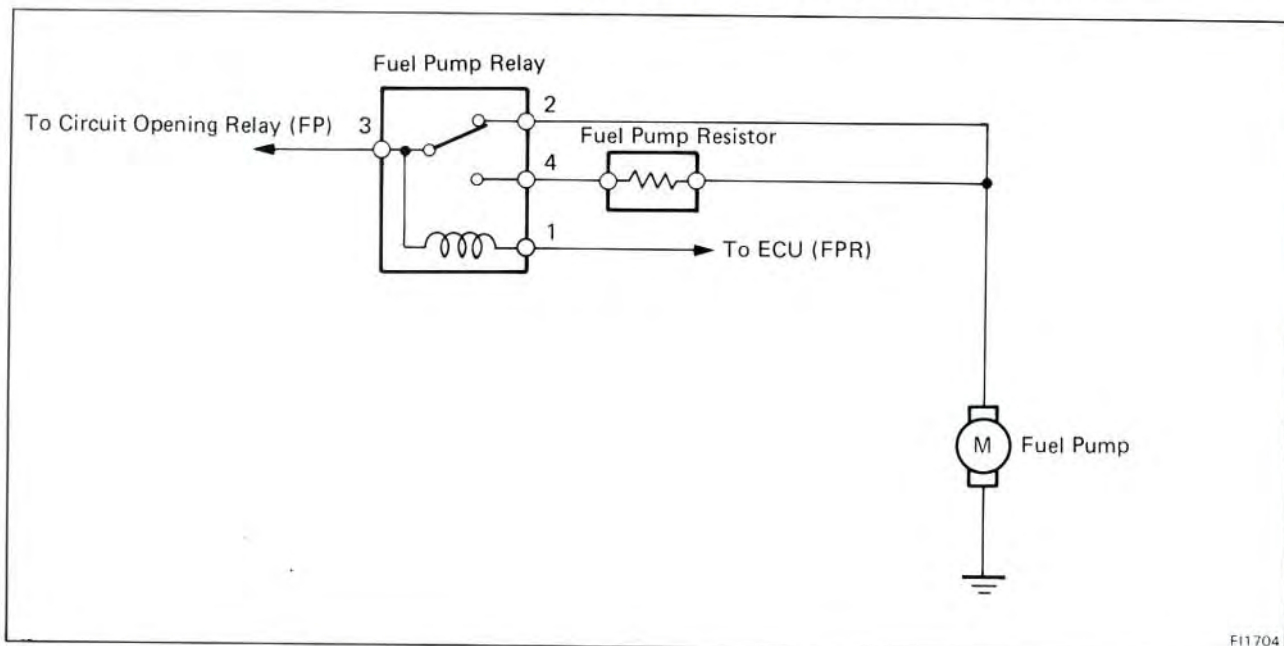 Fuel Pump Relay
To Circuit Opening Relay (FP) 3
2
Fuel Pump Resistor
4
1
To ECU (FPR)
M Fuel Pump
FI1704